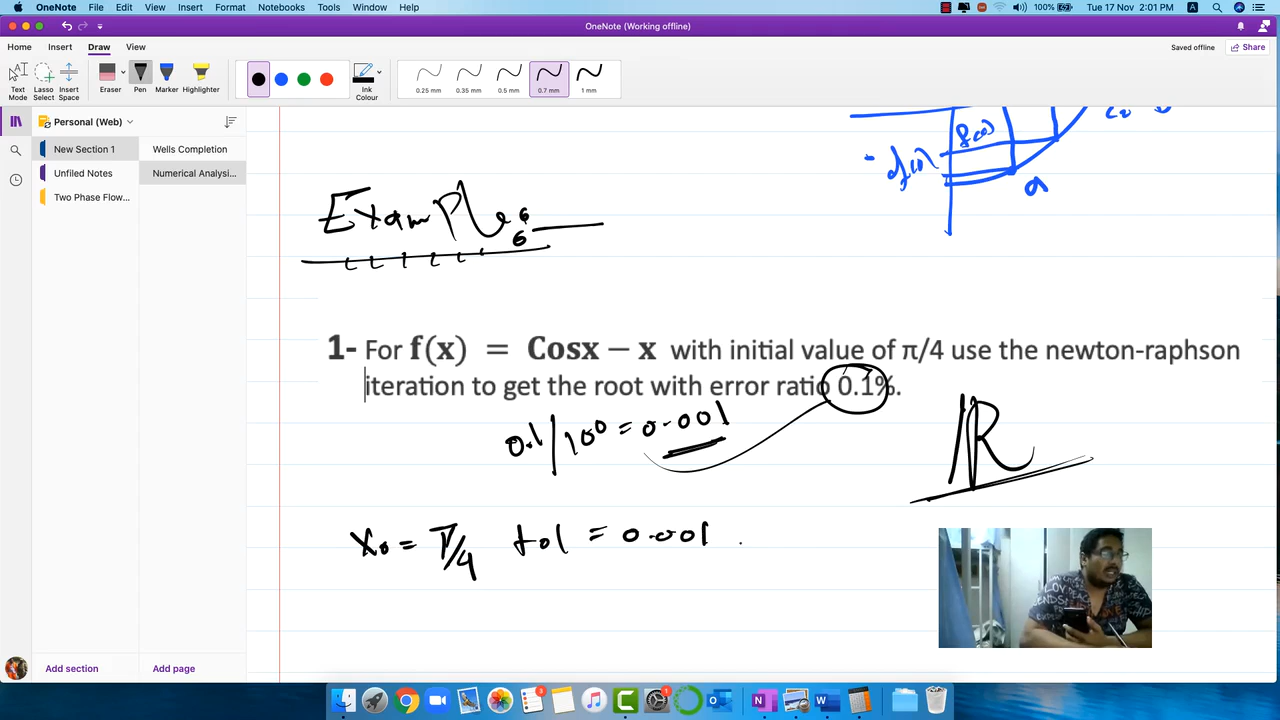 OneNote File Edit View Insert Format Notebooks Tools Window Help 100% Tue 17 Nov 2:01 PM A
OneNote (Working offline)
Home Insert Draw View Saved offline Share
Text Mode Lasso Select Insert Space Eraser Pen Marker Highlighter Ink Colour 0.25 mm 0.35 mm 0.5 mm 0.7 mm 1 mm
Personal (Web)
New Section 1
Unfiled Notes
Two Phase Flow...
Wells Completion
Numerical Analysis...
f(x)
a
Example:
1- For f(x) = Cosx − x with initial value of π/4 use the newton-raphson
iteration to get the root with error ratio 0.1%.
0.1/100 = 0.001
R
x₀ = π/4 tol = 0.001
Add section Add page